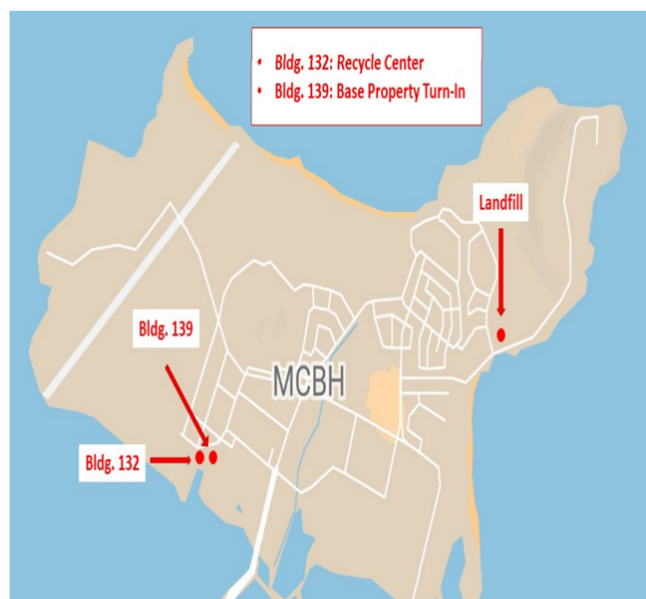 • Bldg. 132: Recycle Center
• Bldg. 139: Base Property Turn-In
Landfill
Bldg. 139
MCBH
Bldg. 132